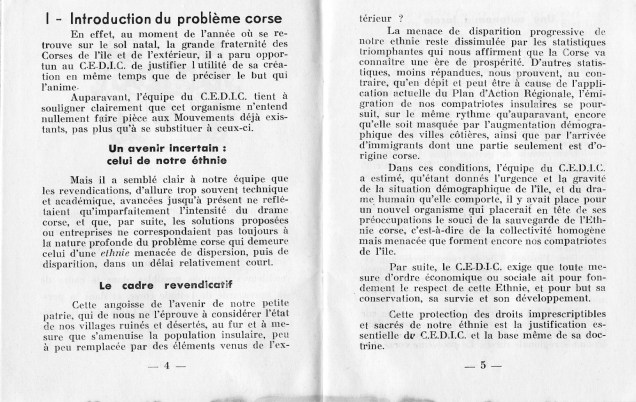 I - Introduction du problème corse
En effet, au moment de l'année où se re-
trouve sur le sol natal, la grande fraternité des
Corses de l'île et de l'extérieur, il a paru oppor-
tun au C.E.D.I.C. de justifier l utilité de sa créa-
tion en même temps que de préciser le but qui
l'anime.
Auparavant, l'équipe du C.E.D.I.C. tient à
souligner clairement que cet organisme n'entend
nullement faire pièce aux Mouvements déjà exis-
tants, pas plus qu'à se substituer à ceux-ci.
Un avenir incertain :
celui de notre éthnie
Mais il a semblé clair à notre équipe que
les revendications, d'allure trop souvent technique
et académique, avancées jusqu'à présent ne reflé-
taient qu'imparfaitement l'intensité du drame
corse, et que, par suite, les solutions proposées
ou entreprises ne correspondaient pas toujours à
la nature profonde du problème corse qui demeure
celui d'une ethnie menacée de dispersion, puis de
disparition, dans un délai relativement court.
Le cadre revendicatif
Cette angoisse de l'avenir de notre petite
patrie, qui de nous ne l'éprouve à considérer l'état
de nos villages ruinés et désertés, au fur et à me-
sure que s'amenuise la population insulaire, peu
à peu remplacée par des éléments venus de l'ex-
— 4 —
térieur ?
La menace de disparition progressive de
notre ethnie reste dissimulée par les statistiques
triomphantes qui nous affirment que la Corse va
connaître une ère de prospérité. D'autres statis-
tiques, moins répandues, nous prouvent, au con-
traire, qu'en dépit et peut être à cause de l'appli-
cation actuelle du Plan d'Action Régionale, l'émi-
gration de nos compatriotes insulaires se pour-
suit, sur le même rythme qu'auparavant, encore
qu'elle soit masquée par l'augmentation démogra-
phique des villes côtières, ainsi que par l'arrivée
d'immigrants dont une partie seulement est d'o-
rigine corse.
Dans ces conditions, l'équipe du C.E.D.I.C.
a estimé, qu'étant donnés l'urgence et la gravité
de la situation démographique de l'île, et du dra-
me humain qu'elle comporte, il y avait place pour
un nouvel organisme qui placerait en tête de ses
préoccupations le souci de la sauvegarde de l'Eth-
nie corse, c'est-à-dire de la collectivité homogène
mais menacée que forment encore nos compatriotes
de l'île.
Par suite, le C.E.D.I.C. exige que toute me-
sure d'ordre économique ou sociale ait pour fon-
dement le respect de cette Ethnie, et pour but sa
conservation, sa survie et son développement.
Cette protection des droits imprescriptibles
et sacrés de notre éthnie est la justification es-
sentielle du C.E.D.I.C. et la base même de sa doc-
trine.
— 5 —